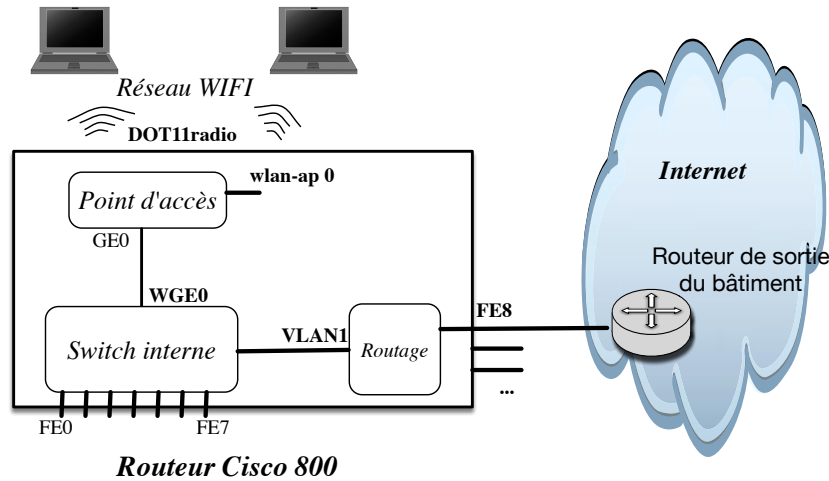 Réseau WIFI
DOT11radio
Internet
Point d'accès
wlan-ap 0
GE0
Routeur de sortie
du bâtiment
WGE0
FE8
VLAN1
Switch interne
Routage
...
FE0
FE7
Routeur Cisco 800